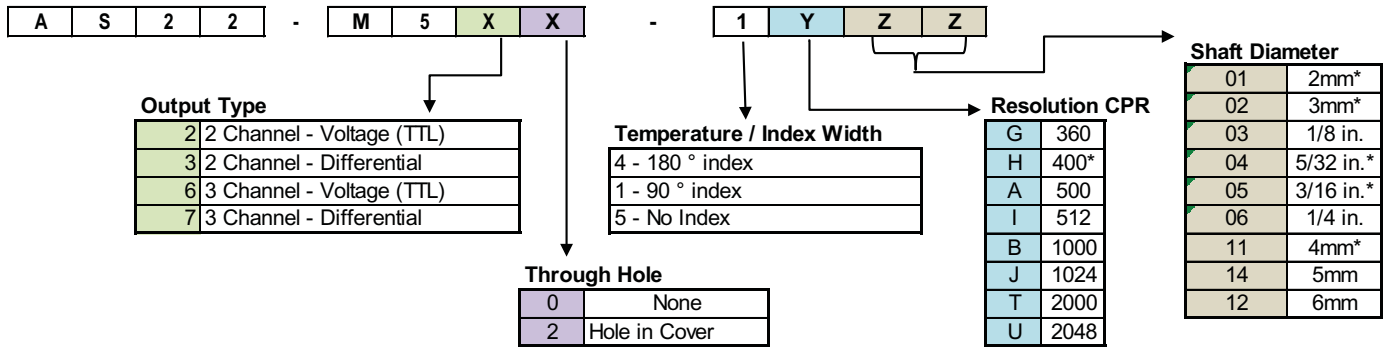 A S 2 2 - M 5 X X - 1 Y Z Z
Output Type
2 2 Channel - Voltage (TTL)
3 2 Channel - Differential
6 3 Channel - Voltage (TTL)
7 3 Channel - Differential
Through Hole
0 None
2 Hole in Cover
Temperature / Index Width
4 - 180 ° index
1 - 90 ° index
5 - No Index
Resolution CPR
G 360
H 400*
A 500
I 512
B 1000
J 1024
T 2000
U 2048
Shaft Diameter
01 2mm*
02 3mm*
03 1/8 in.
04 5/32 in.*
05 3/16 in.*
06 1/4 in.
11 4mm*
14 5mm
12 6mm